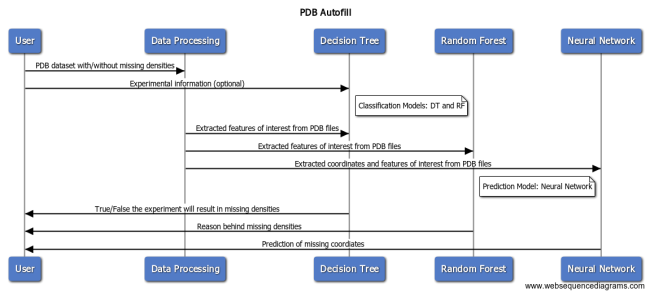 PDB Autofill
User
Data Processing
Decision Tree
Random Forest
Neural Network
PDB dataset with/without missing densities
Experimental information (optional)
Classification Models: DT and RF
Extracted features of interest from PDB files
Extracted features of interest from PDB files
Extracted coordinates and features of interest from PDB files
Prediction Model: Neural Network
True/False the experiment will result in missing densities
Reason behind missing densities
Prediction of missing coordiates
User
Data Processing
Decision Tree
Random Forest
Neural Network
www.websequencediagrams.com